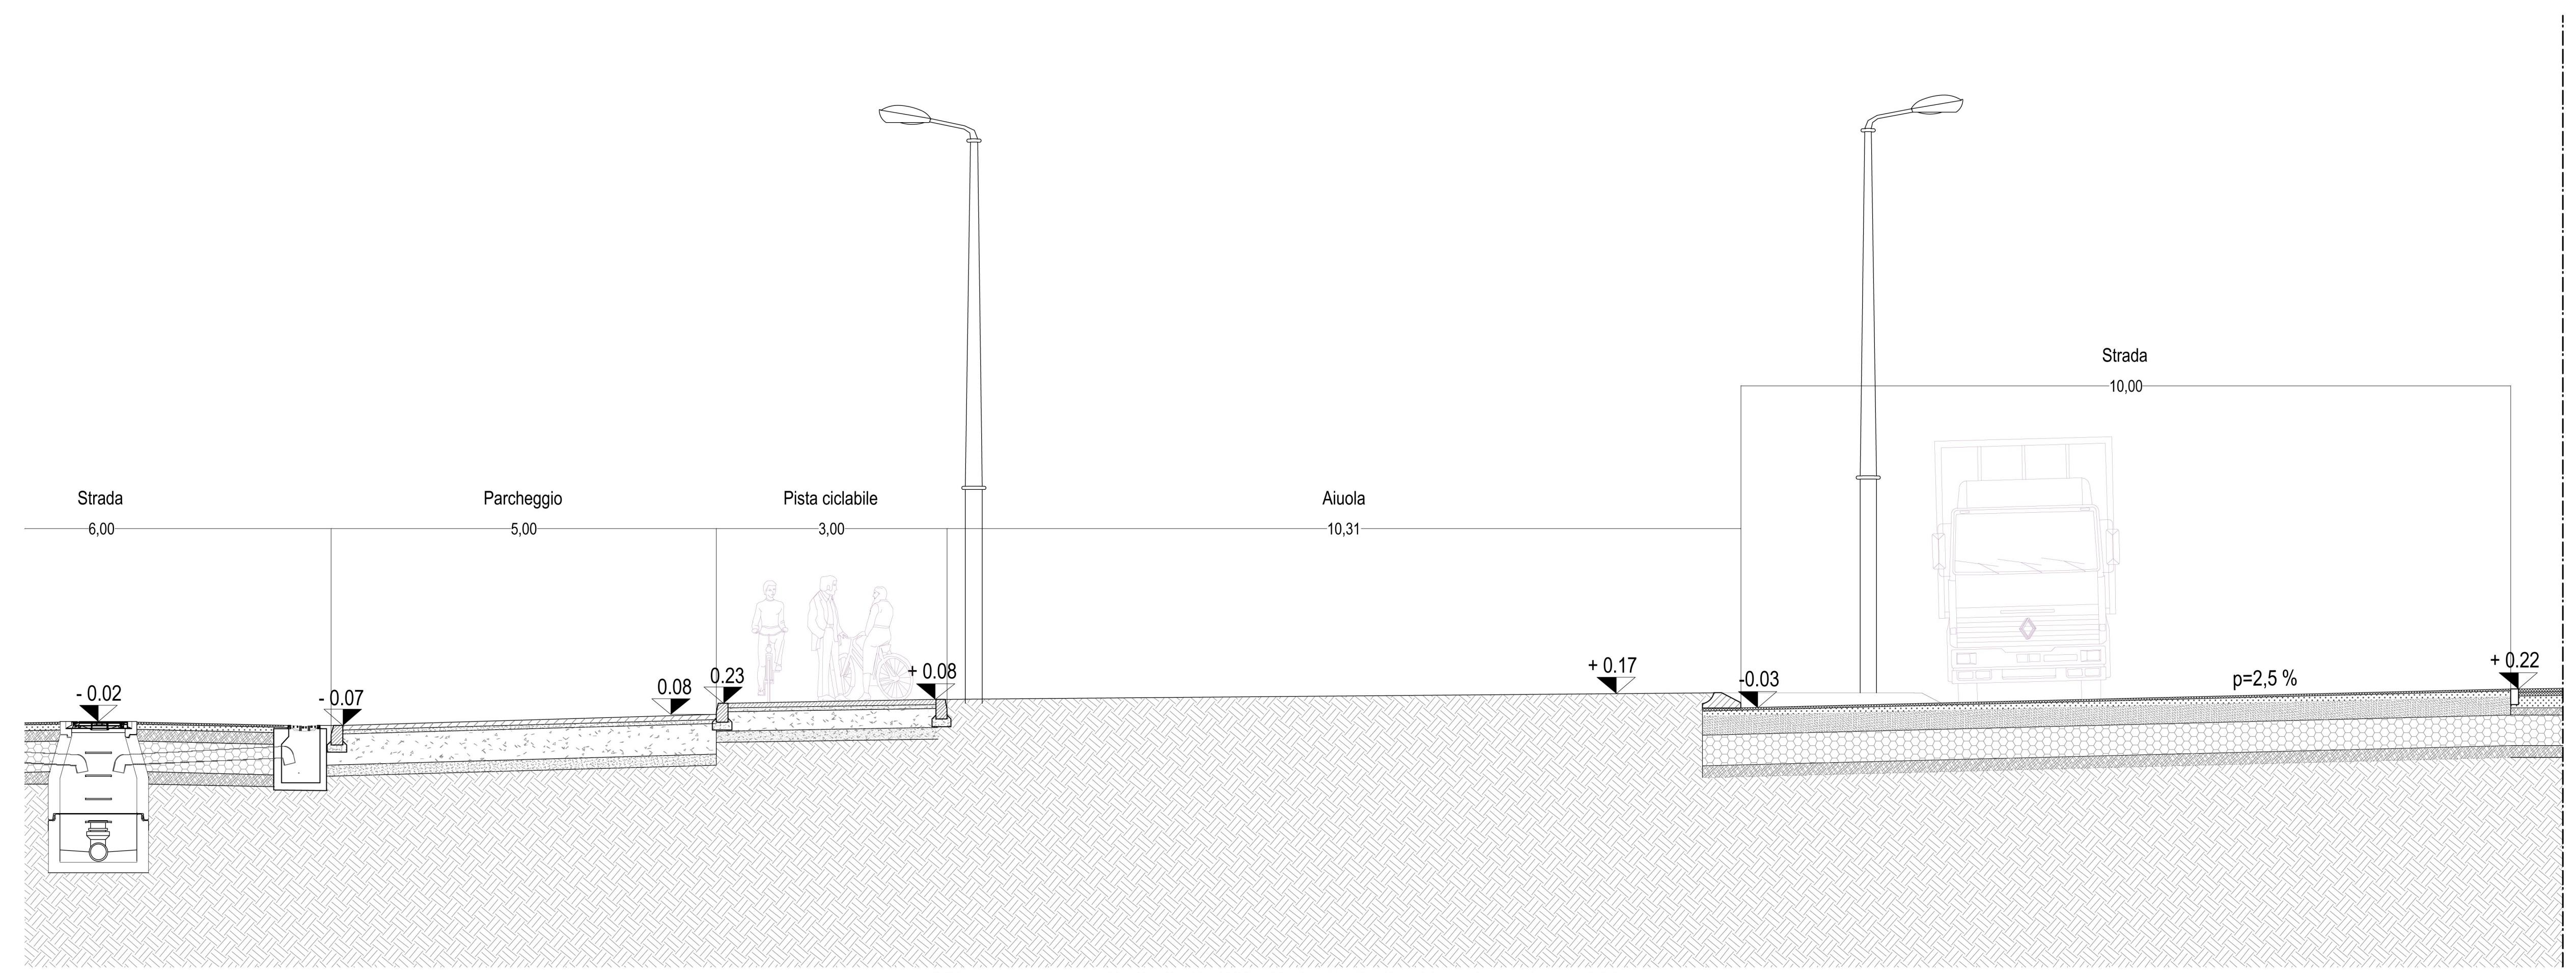 Strada
10,00
Strada
Parcheggio
Pista ciclabile
Aiuola
6,00
5,00
3,00
10,31
- 0.02
- 0.07
0.08
0.23
+ 0.08
+ 0.17
-0.03
p=2,5 %
+ 0.22